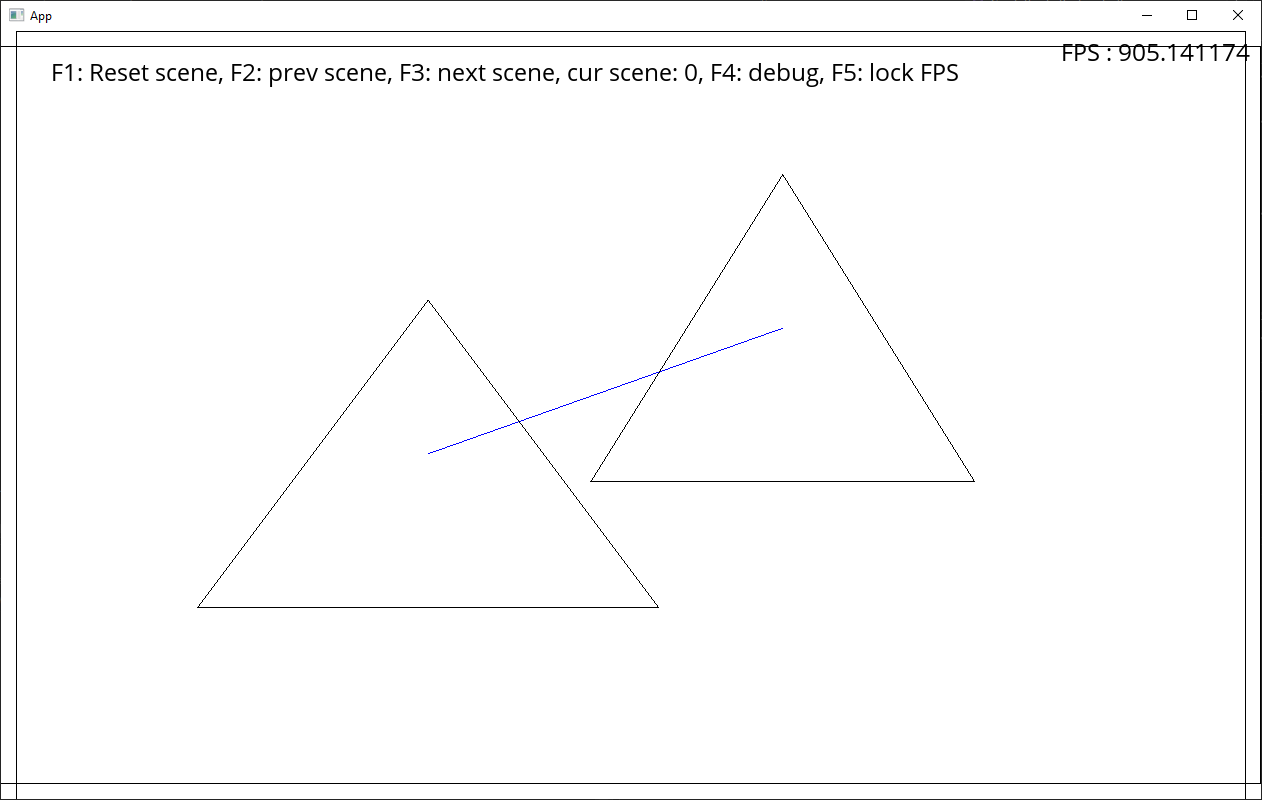 App
FPS : 905.141174
F1: Reset scene, F2: prev scene, F3: next scene, cur scene: 0, F4: debug, F5: lock FPS